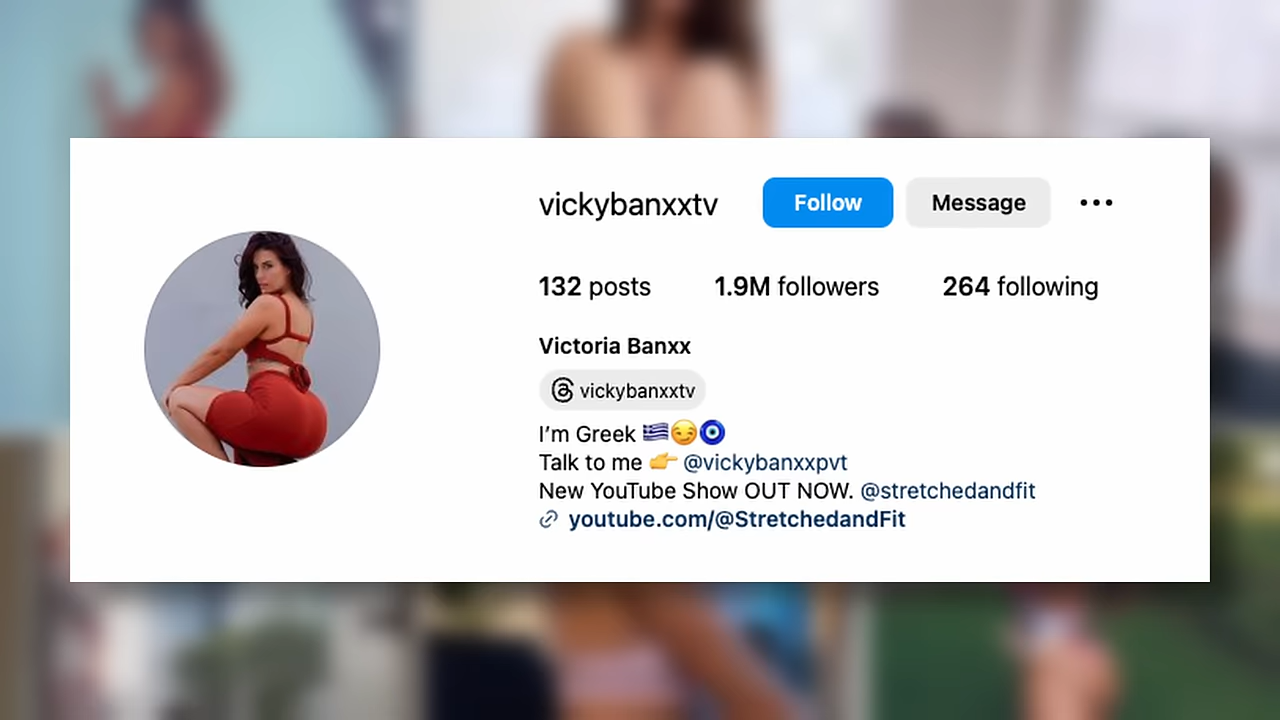 vickybanxxtv Follow Message
132 posts 1.9M followers 264 following
Victoria Banxx
vickybanxxtv
I’m Greek 🇬🇷😏🧿
Talk to me 👉 @vickybanxxpvt
New YouTube Show OUT NOW. @stretchedandfit
youtube.com/@StretchedandFit